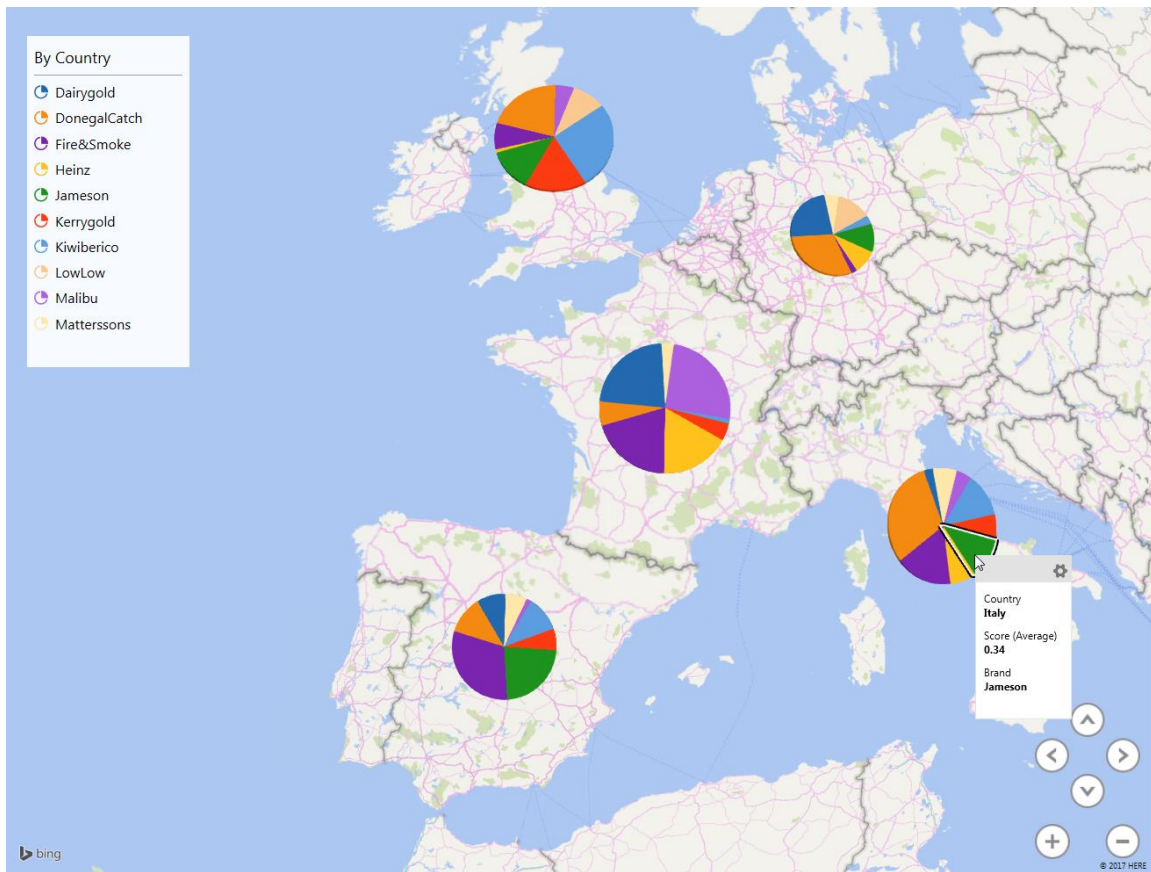 By Country
Dairygold
DonegalCatch
Fire&Smoke
Heinz
Jameson
Kerrygold
Kiwiberico
LowLow
Malibu
Matterssons
Country
Italy
Score (Average)
0.34
Brand
Jameson
bing
© 2017 HERE